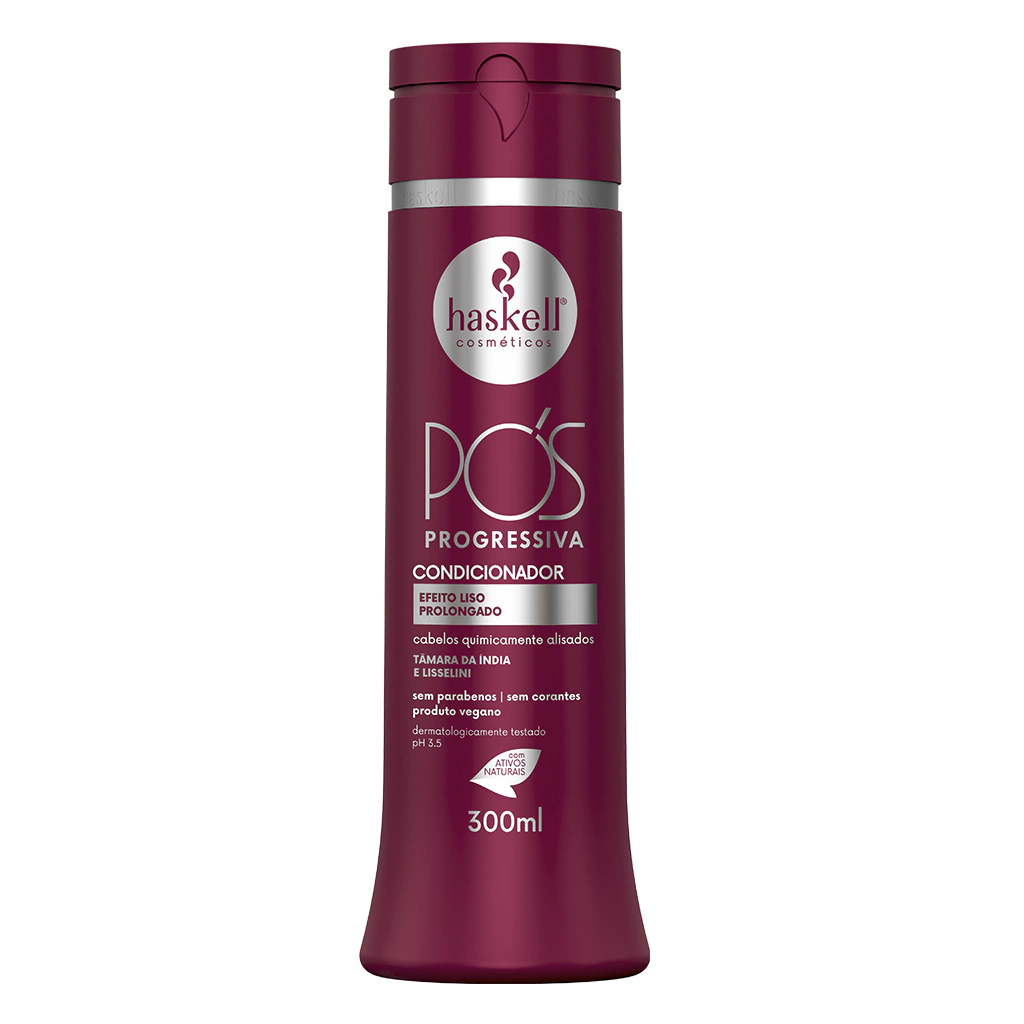 haskell®
cosméticos
PÓS
PROGRESSIVA
CONDICIONADOR
EFEITO LISO
PROLONGADO
cabelos quimicamente alisados
TÂMARA DA ÍNDIA
E LISSELINI
sem parabenos | sem corantes
produto vegano
dermatologicamente testado
pH 3.5
com
ATIVOS
NATURAIS
300ml